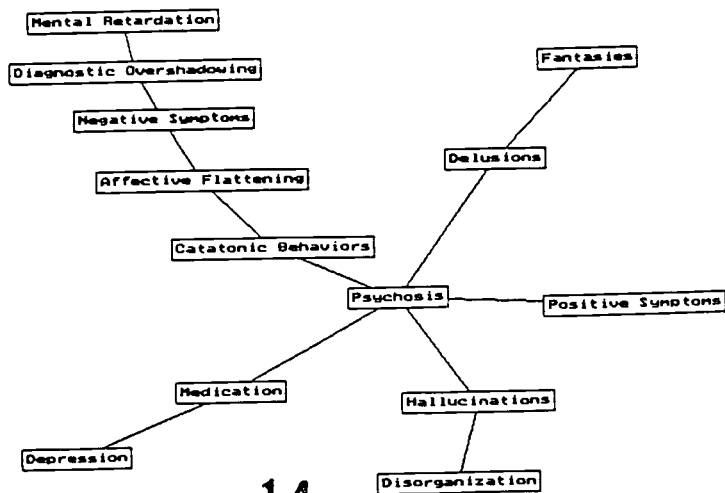 Mental Retardation
Fantasies
Diagnostic Overshadowing
Negative Symptoms
Delusions
Affective Flattening
Catatonic Behaviors
Psychosis
Positive Symptoms
Medication
Hallucinations
Depression
Disorganization
14